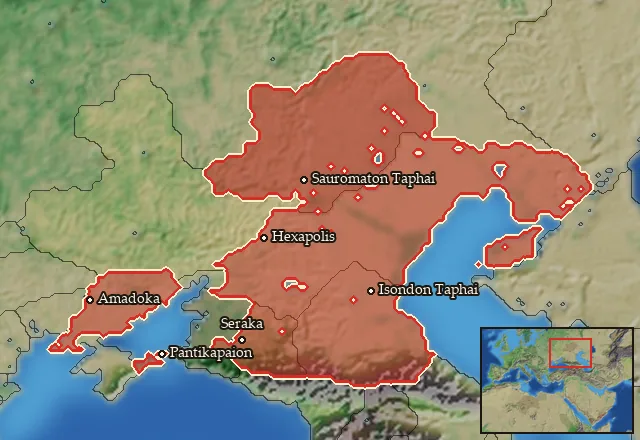 Sauromaton Taphai
Hexapolis
Isondon Taphai
Amadoka
Seraka
Pantikapaion